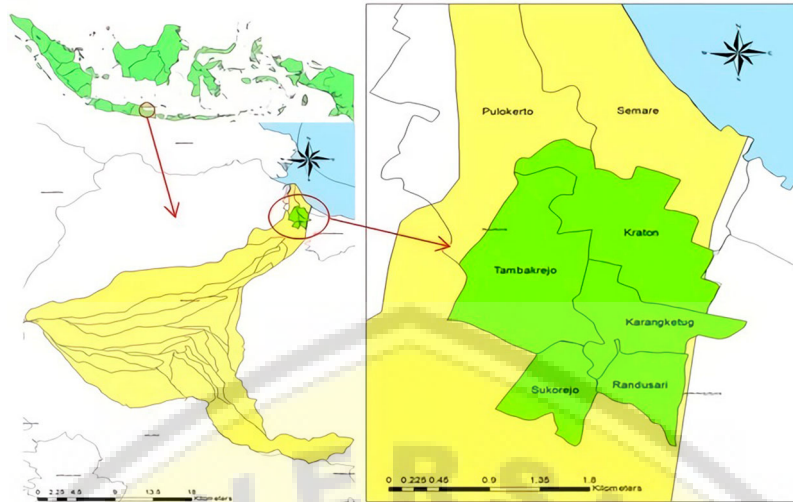 Pulokerto
Semare
Kraton
Tambakrejo
Karangketug
Sukorejo
Randusari
0 2.25 4.5 9 13.5 18
Kilometers
0 0.225 0.45 0.9 1.35 1.8
Kilometers